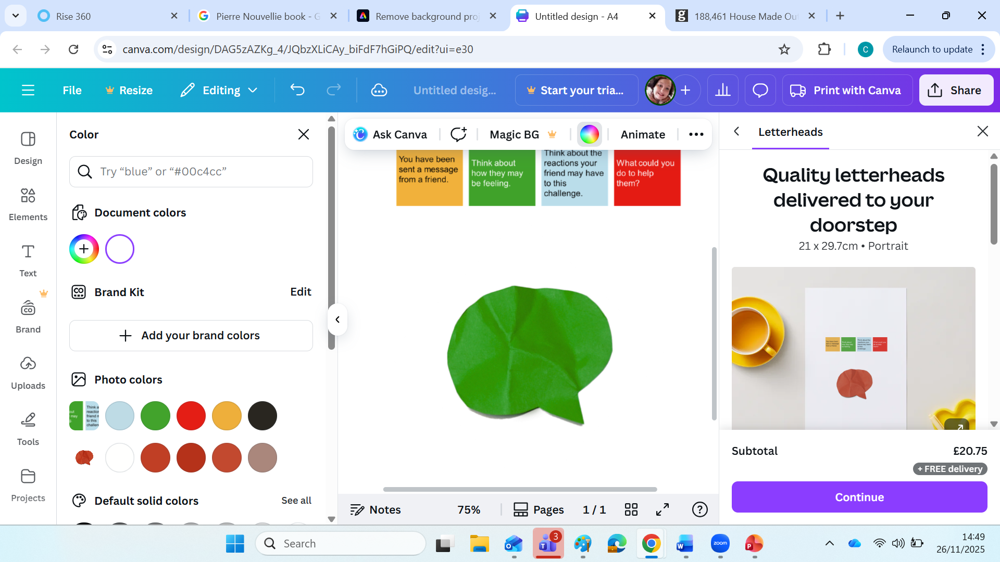 Rise 360
Pierre Nouvellie book - G
Remove background proj
Untitled design - A4
188,461 House Made Out
canva.com/design/DAG5zAZKg_4/JQbzXLiCAy_biFdF7hGiPQ/edit?ui=e30
C
Relaunch to update
File
Resize
Editing
Untitled desig...
Start your tria...
Print with Canva
Share
Design
Elements
Text
Brand
Uploads
Tools
Projects
Color
Try “blue” or “#00c4cc”
Document colors
Brand Kit
Edit
Add your brand colors
Photo colors
Default solid colors
See all
Ask Canva
Magic BG
Animate
You have been
sent a message
from a friend.
Think about
how they may
be feeling.
Think about the
reactions your
friend may have
to this
challenge.
What could you
do to help
them?
Notes
75%
Pages
1 / 1
Letterheads
Quality letterheads
delivered to your
doorstep
21 x 29.7cm • Portrait
Subtotal
£20.75
+ FREE delivery
Continue
Search
3
zoom
14:49
26/11/2025